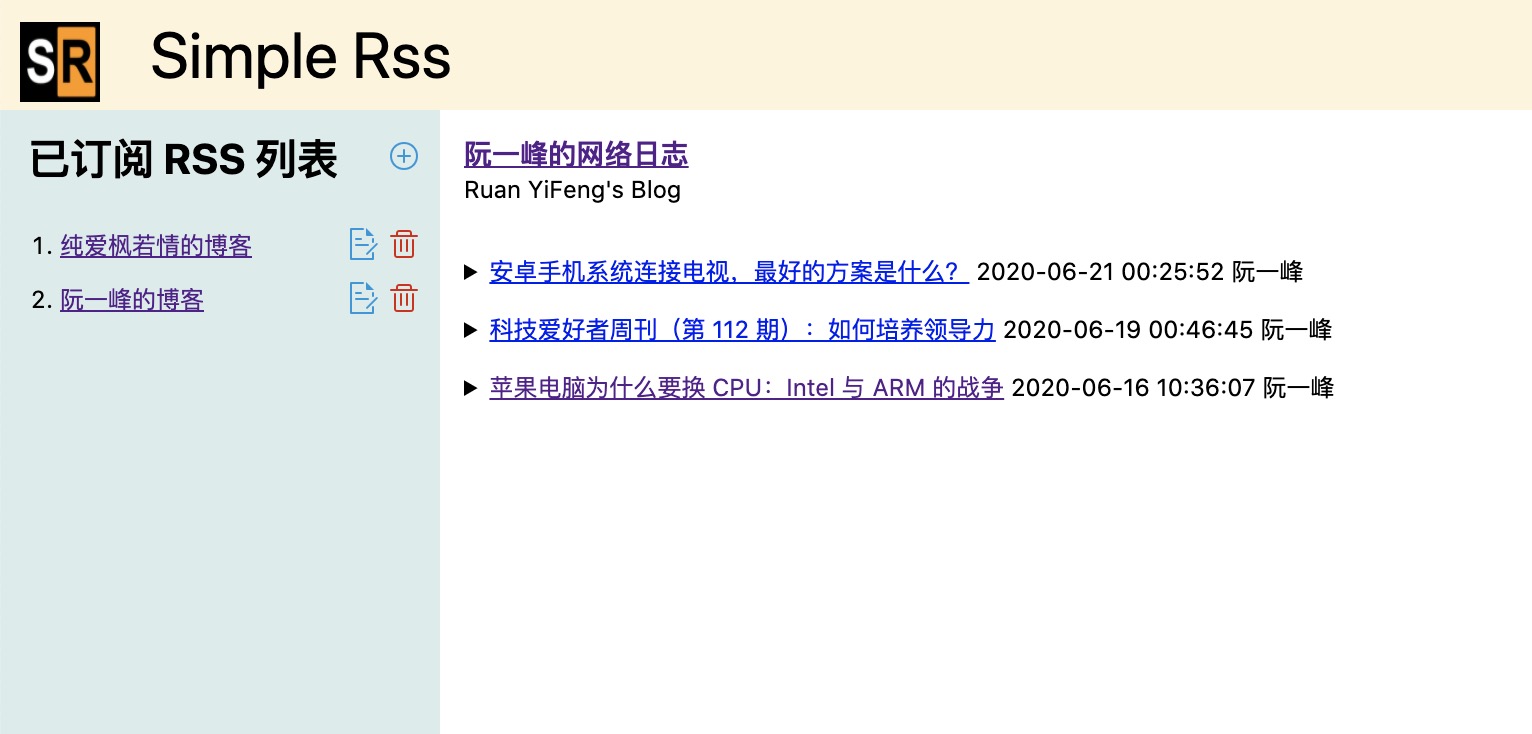 SR Simple Rss
已订阅 RSS 列表
1. 纯爱枫若情的博客
2. 阮一峰的博客
阮一峰的网络日志
Ruan YiFeng's Blog
安卓手机系统连接电视，最好的方案是什么？ 2020-06-21 00:25:52 阮一峰
科技爱好者周刊（第 112 期）：如何培养领导力 2020-06-19 00:46:45 阮一峰
苹果电脑为什么要换 CPU：Intel 与 ARM 的战争 2020-06-16 10:36:07 阮一峰